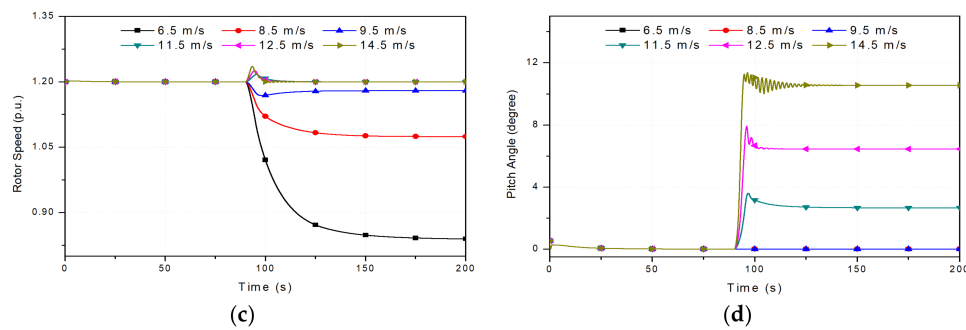 6.5 m/s 8.5 m/s 9.5 m/s
11.5 m/s 12.5 m/s 14.5 m/s
1.35
1.20
1.05
0.90
Rotor Speed (p.u.)
0 50 100 150 200
Time (s)
(c)
6.5 m/s 8.5 m/s 9.5 m/s
11.5 m/s 12.5 m/s 14.5 m/s
12
8
4
0
Pitch Angle (degree)
0 50 100 150 200
Time (s)
(d)